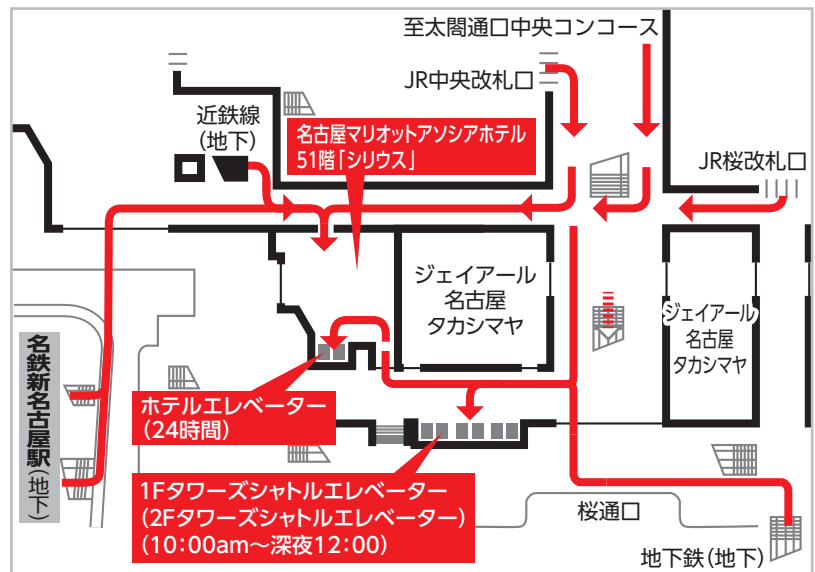 至太閤通口中央コンコース
JR中央改札口
近鉄線
(地下)
名古屋マリオットアソシアホテル
51階「シリウス」
JR桜改札口
ジェイアール
名古屋
タカシマヤ
ジェイアール
名古屋
タカシマヤ
名鉄新名古屋駅(地下)
ホテルエレベーター
(24時間)
1Fタワーズシャトルエレベーター
(2Fタワーズシャトルエレベーター)
(10:00am〜深夜12:00)
桜通口
地下鉄(地下)